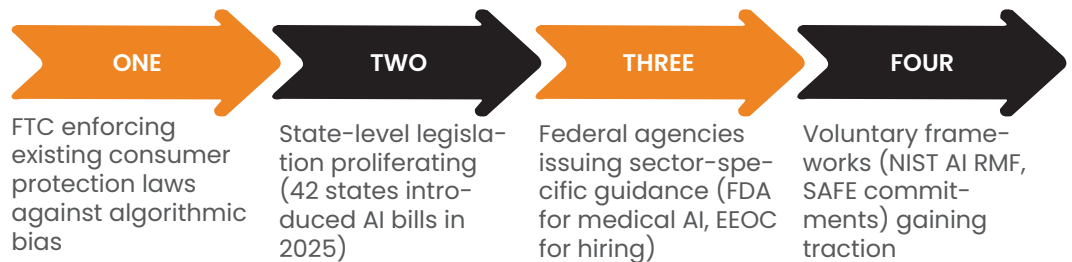 ONE
FTC enforcing
existing consumer
protection laws
against algorithmic
bias
TWO
State-level legisla-
tion proliferating
(42 states intro-
duced AI bills in
2025)
THREE
Federal agencies
issuing sector-spe-
cific guidance (FDA
for medical AI, EEOC
for hiring)
FOUR
Voluntary frame-
works (NIST AI RMF,
SAFE commit-
ments) gaining
traction